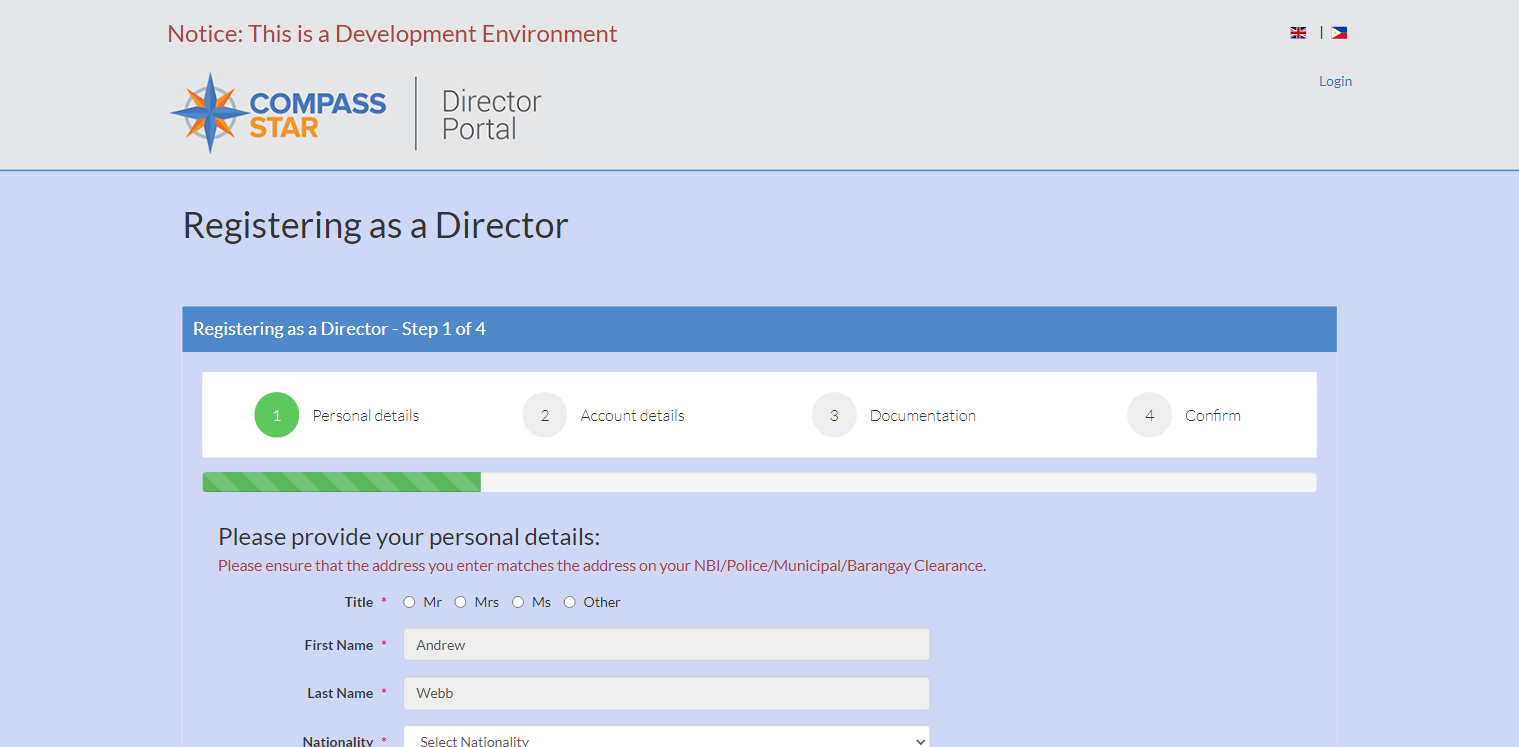 Notice: This is a Development Environment
|
Login
COMPASS
STAR
Director
Portal
Registering as a Director
Registering as a Director - Step 1 of 4
1 Personal details 2 Account details 3 Documentation 4 Confirm
Please provide your personal details:
Please ensure that the address you enter matches the address on your NBI/Police/Municipal/Barangay Clearance.
Title * Mr Mrs Ms Other
First Name * Andrew
Last Name * Webb
Nationality * Select Nationality